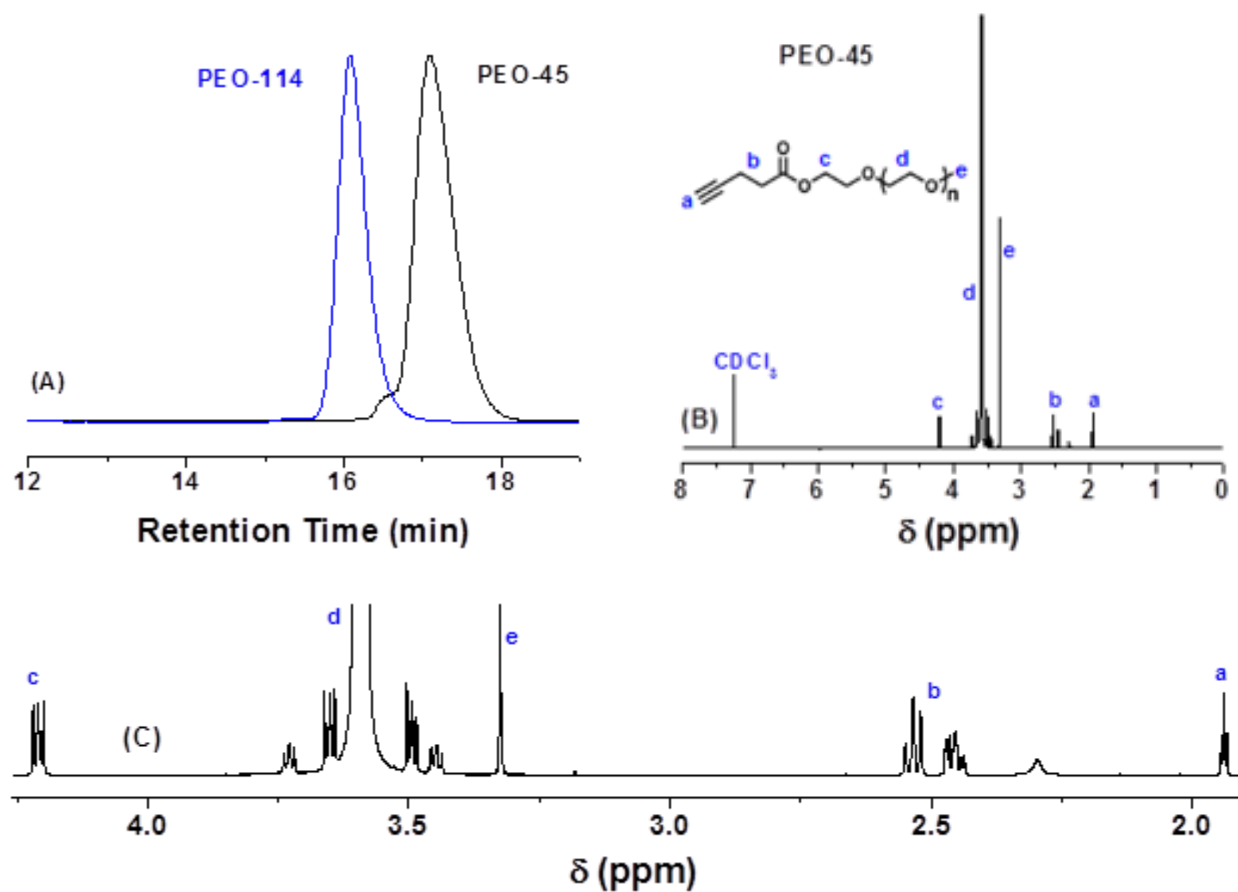 PEO-114
PEO-45
(A)
12
14
16
18
Retention Time (min)
PEO-45
b
O
c
d
a
O
O
O
e
n
e
d
CDCl3
c
b
a
(B)
8
7
6
5
4
3
2
1
0
δ (ppm)
c
d
e
b
a
(C)
4.0
3.5
3.0
2.5
2.0
δ (ppm)